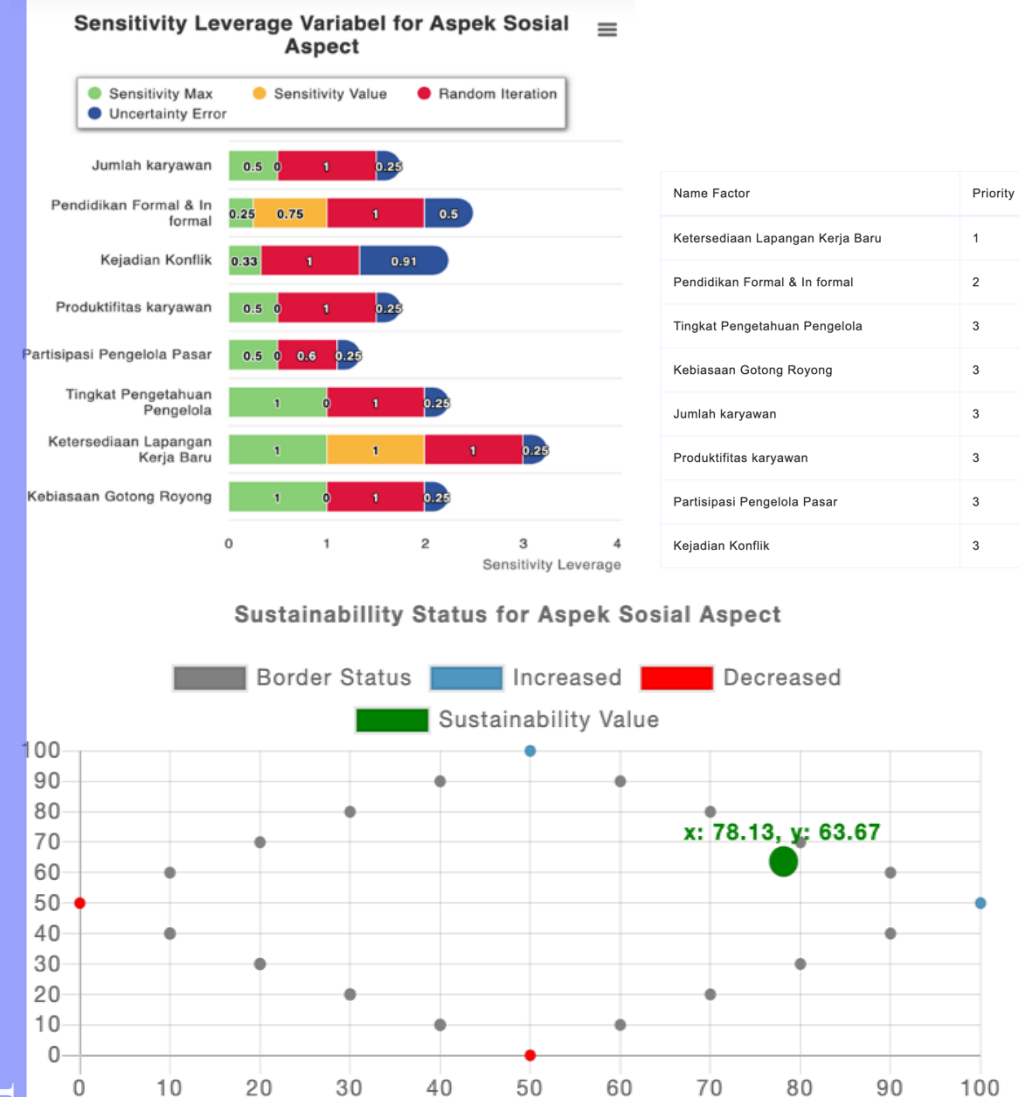 Sensitivity Leverage Variabel for Aspek Sosial
Aspect
Sensitivity Max
Sensitivity Value
Random Iteration
Uncertainty Error
Jumlah karyawan
0.5 0 1 0.25
Pendidikan Formal & In
formal
0.25 0.75 1 0.5
Kejadian Konflik
0.33 1 0.91
Produktifitas karyawan
0.5 0 1 0.25
Partisipasi Pengelola Pasar
0.5 0 0.6 0.25
Tingkat Pengetahuan
Pengelola
1 0 1 0.25
Ketersediaan Lapangan
Kerja Baru
1 1 1 0.25
Kebiasaan Gotong Royong
1 0 1 0.25
0 1 2 3 4
Sensitivity Leverage
Name Factor Priority
Ketersediaan Lapangan Kerja Baru 1
Pendidikan Formal & In formal 2
Tingkat Pengetahuan Pengelola 3
Kebiasaan Gotong Royong 3
Jumlah karyawan 3
Produktifitas karyawan 3
Partisipasi Pengelola Pasar 3
Kejadian Konflik 3
Sustainabillity Status for Aspek Sosial Aspect
Border Status Increased Decreased
Sustainability Value
100
90
80
70
60
50
40
30
20
10
0
x: 78.13, y: 63.67
0 10 20 30 40 50 60 70 80 90 100